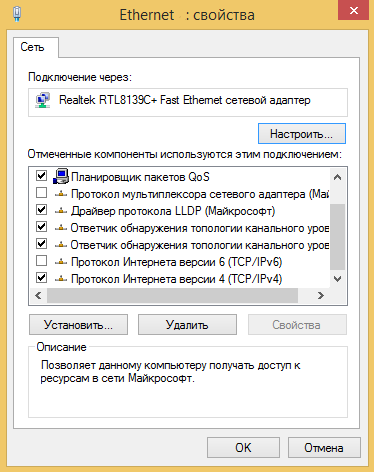 Ethernet : свойства
Сеть
Подключение через:
Realtek RTL8139C+ Fast Ethernet сетевой адаптер
Настроить...
Отмеченные компоненты используются этим подключением:
Планировщик пакетов QoS
Протокол мультиплексора сетевого адаптера (Май
Драйвер протокола LLDP (Майкрософт)
Ответчик обнаружения топологии канального уров
Ответчик обнаружения топологии канального уров
Протокол Интернета версии 6 (TCP/IPv6)
Протокол Интернета версии 4 (TCP/IPv4)
Установить...
Удалить
Свойства
Описание
Позволяет данному компьютеру получать доступ к
ресурсам в сети Майкрософт.
OK
Отмена